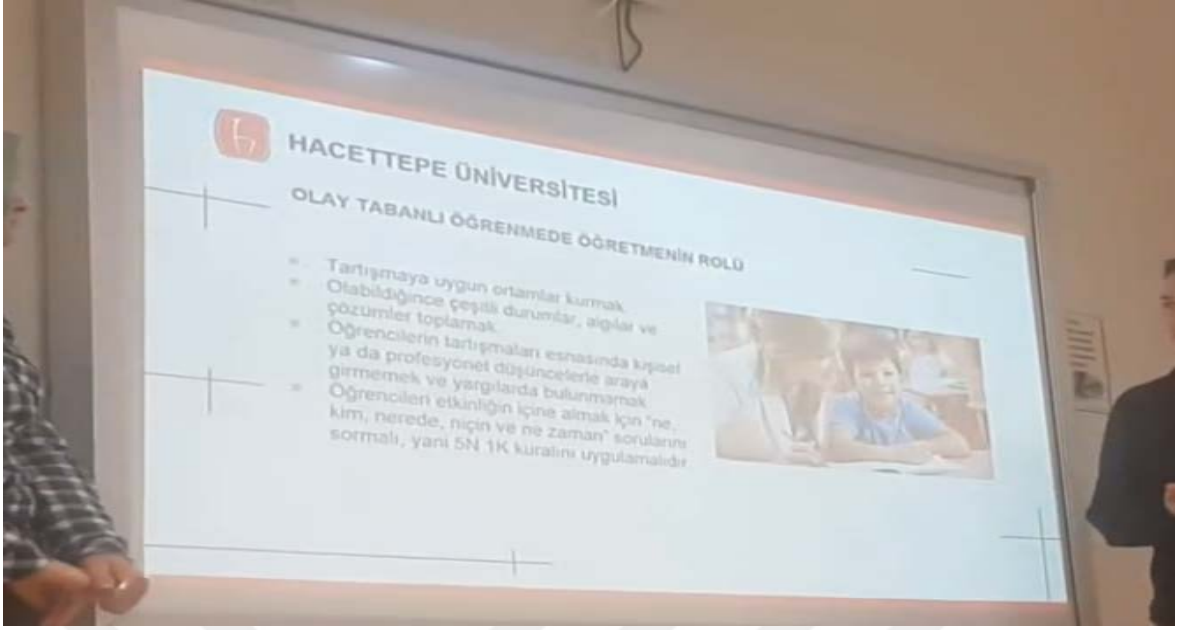 HACETTEPE ÜNİVERSİTESİ
OLAY TABANLI ÖĞRENMEDE ÖĞRETMENİN ROLÜ
Tartışmaya uygun ortamlar kurmak
Olabildiğince çeşitli durumlar, algılar ve
çözümler toplamak
Öğrencilerin tartışmaları esnasında kişisel
ya da profesyonel düşüncelerle araya
girmemek ve yargılarda bulunmamak
Öğrencileri etkinliğin içine almak için "ne,
kim, nerede, niçin ve ne zaman" sorularını
sormalı, yani 5N 1K kuralını uygulamalıdır